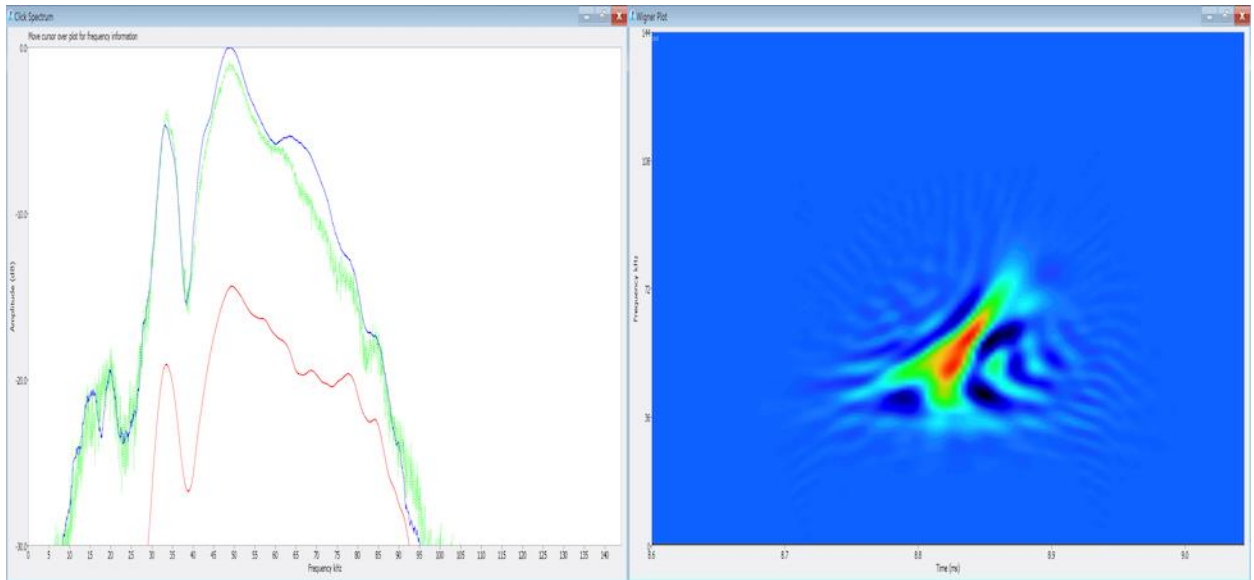 Click Spectrum
Move cursor over plot for frequency information
0.0
-10.0
-20.0
-30.0
Amplitude (dB)
0 5 10 15 20 25 30 35 40 45 50 55 60 65 70 75 80 85 90 95 100 105 110 115 120 125 130 135 140
Frequency kHz
Wigner Plot
144
108
72
36
0
Frequency kHz
8.6 8.7 8.8 8.9 9.0
Time (ms)